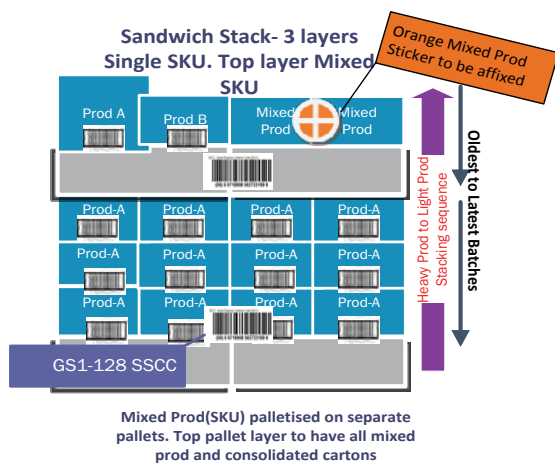 Sandwich Stack- 3 layers
Single SKU. Top layer Mixed
SKU
Orange Mixed Prod
Sticker to be affixed
Prod A
Prod B
Mixed
Prod
Mixed
Prod
Prod-A
Prod-A
Prod-A
Prod-A
Prod-A
Prod-A
Prod-A
Prod-A
Prod-A
Prod-A
Prod-A
Prod-A
GS1-128 SSCC
Heavy Prod to Light Prod
Stacking sequence
Oldest to Latest Batches
Mixed Prod(SKU) palletised on separate
pallets. Top pallet layer to have all mixed
prod and consolidated cartons